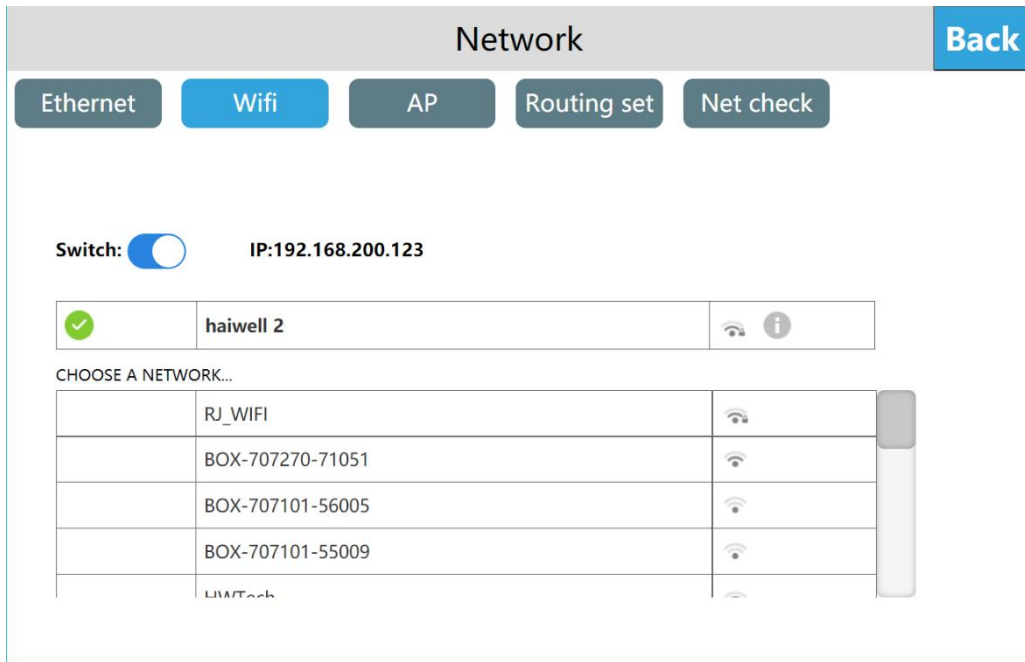 Network
Back
Ethernet Wifi AP Routing set Net check
Switch: IP:192.168.200.123
haiwell 2
CHOOSE A NETWORK...
RJ_WIFI
BOX-707270-71051
BOX-707101-56005
BOX-707101-55009
HWTech